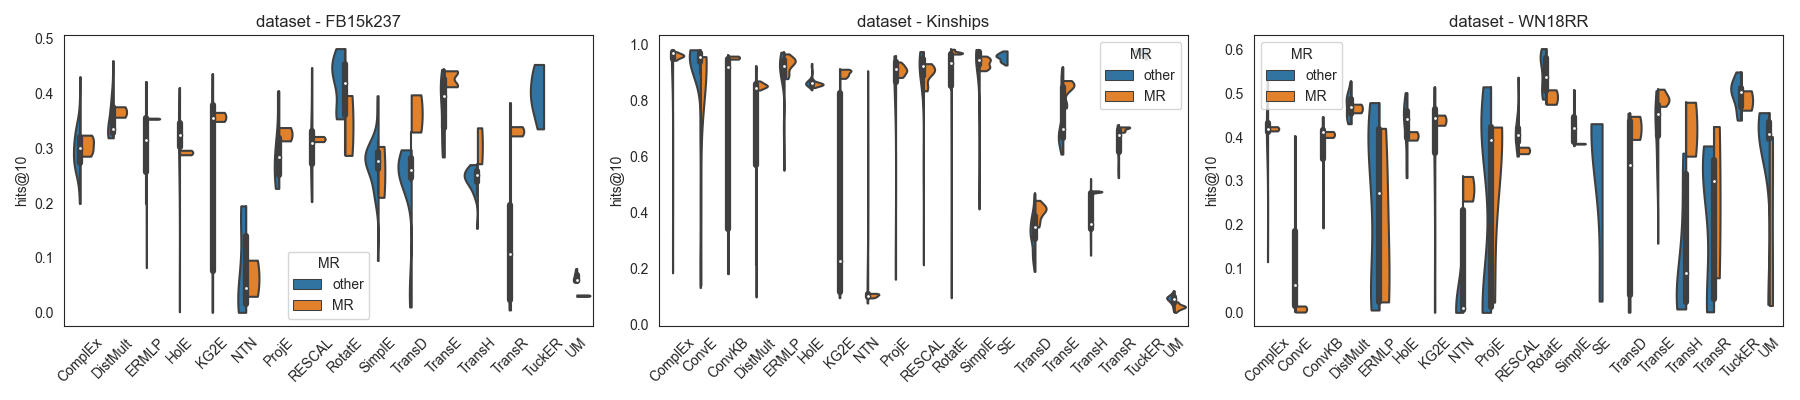 dataset - FB15k237
hits@10
0.5
0.4
0.3
0.2
0.1
0.0
MR
other
MR
ComplEx
DistMult
ERMLP
HolE
KG2E
NTN
ProjE
RESCAL
RotatE
SimplE
TransD
TransE
TransH
TransR
TuckER
UM
dataset - Kinships
hits@10
1.0
0.8
0.6
0.4
0.2
0.0
MR
other
MR
ComplEx
ConvE
ConvKB
DistMult
ERMLP
HolE
KG2E
NTN
ProjE
RESCAL
RotatE
SimplE
SE
TransD
TransE
TransH
TransR
TuckER
UM
dataset - WN18RR
hits@10
0.6
0.5
0.4
0.3
0.2
0.1
0.0
MR
other
MR
ComplEx
ConvE
ConvKB
DistMult
ERMLP
HolE
KG2E
NTN
ProjE
RESCAL
RotatE
SimplE
SE
TransD
TransE
TransH
TransR
TuckER
UM